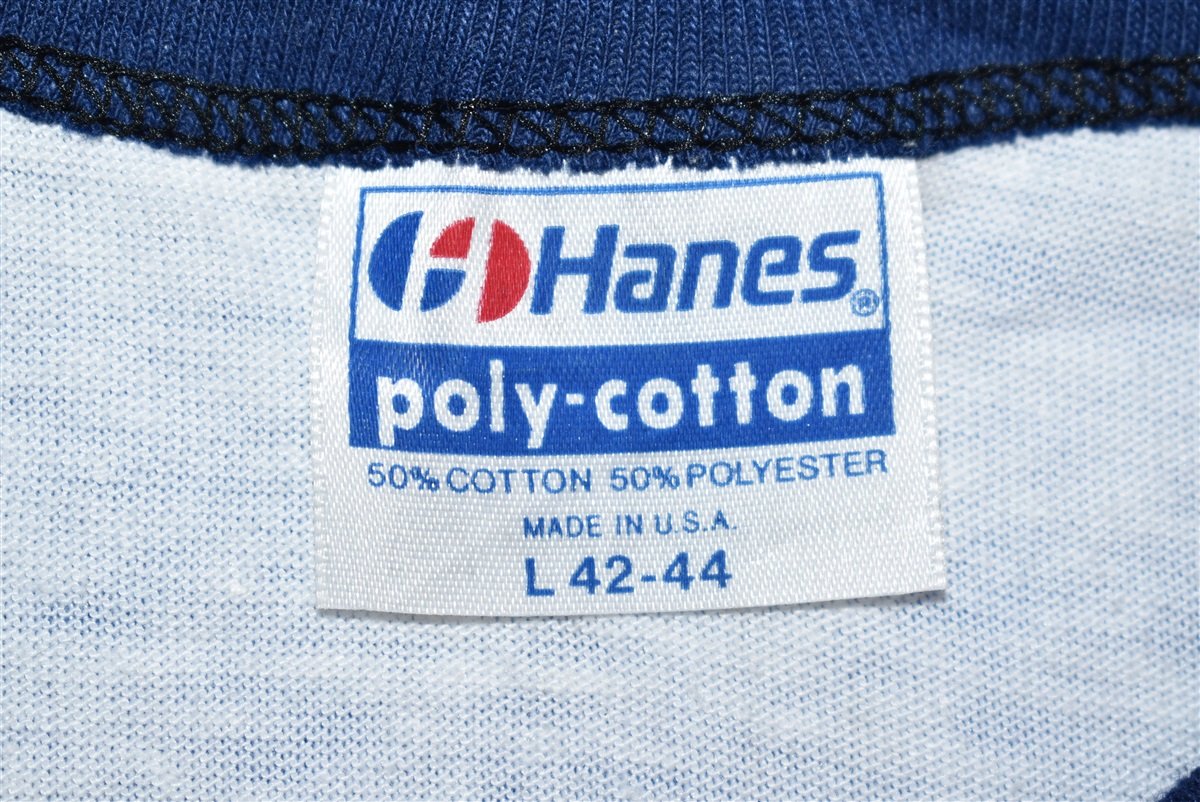 Hanes®
poly-cotton
50% COTTON 50% POLYESTER
MADE IN U.S.A.
L 42-44